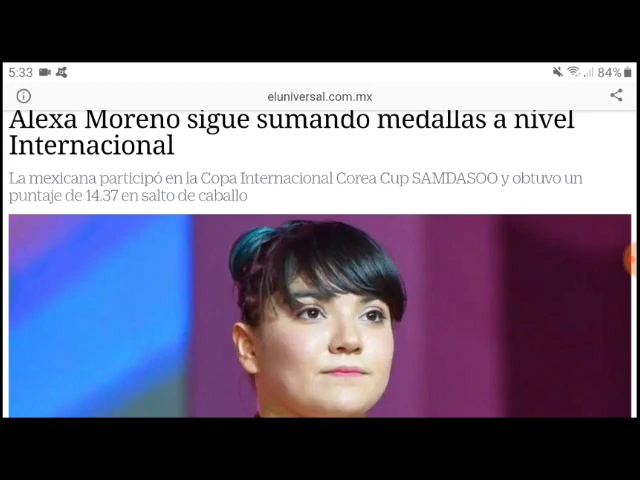 5:33
84%
eluniversal.com.mx
Alexa Moreno sigue sumando medallas a nivel
Internacional
La mexicana participó en la Copa Internacional Corea Cup SAMDASOO y obtuvo un
puntaje de 14.37 en salto de caballo